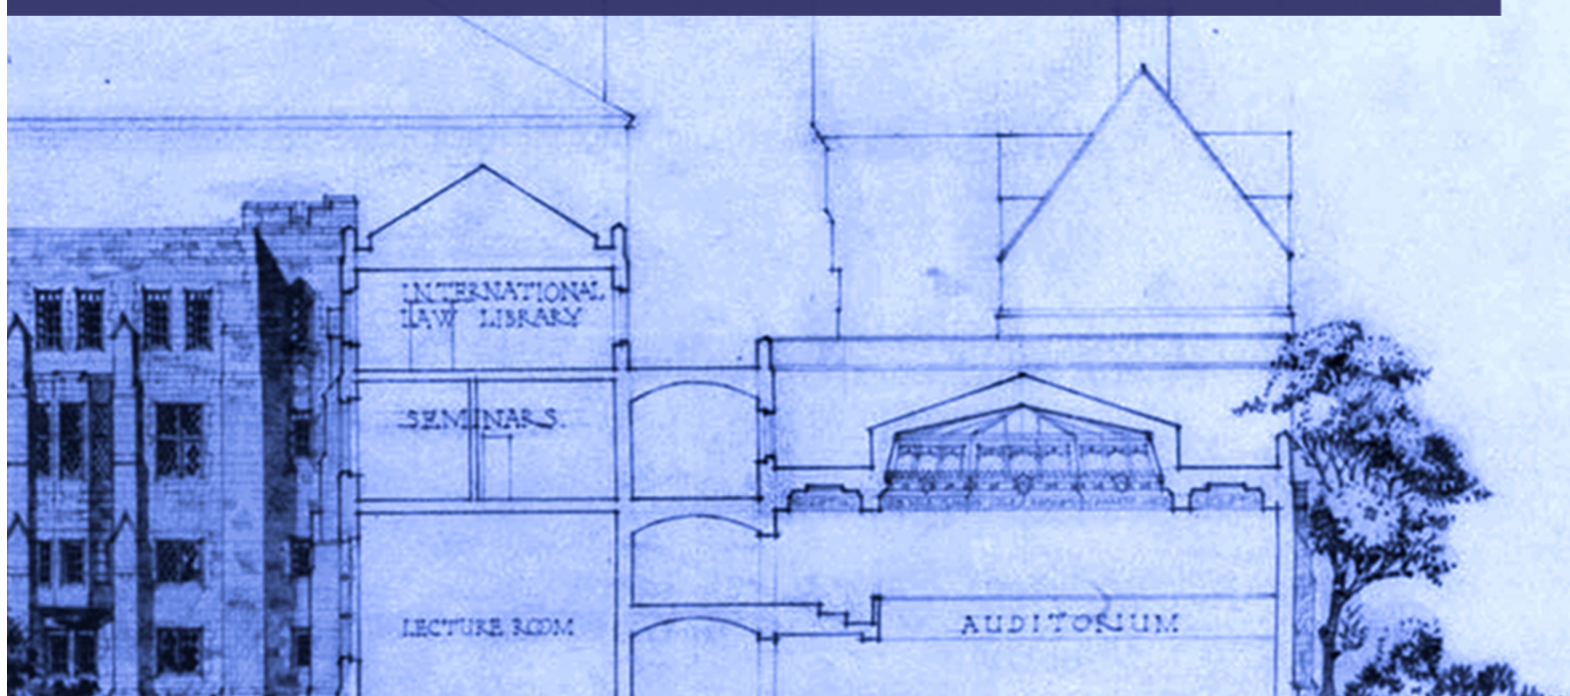 INTERNATIONAL
LAW LIBRARY
SEMINARS.
LECTURE ROOM
AUDITORIUM